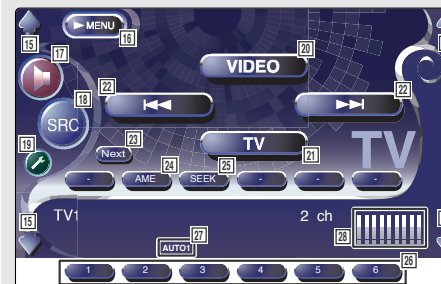 15
MENU
16
17
20
VIDEO
22
22
18
SRC
23
Next
TV
TV
19
24
25
21
-
AME
SEEK
-
-
-
15
TV1
2 ch
27
AUTO1
28
26
1 2 3 4 5 6